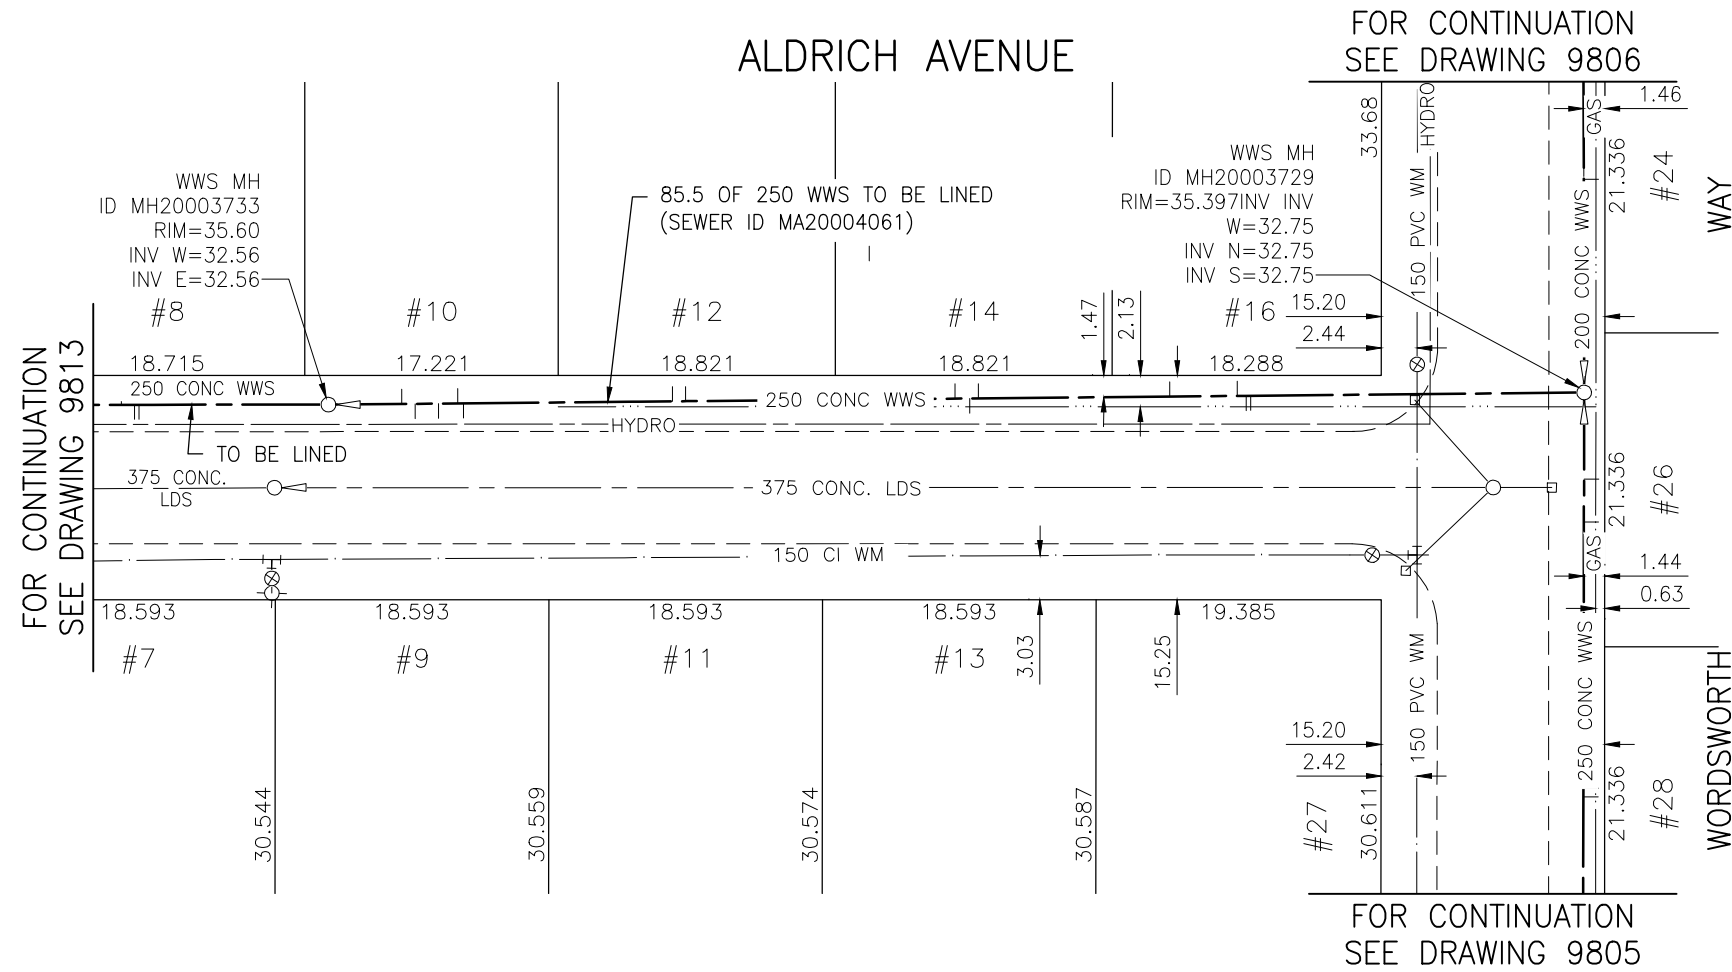 ALDRICH AVENUE
FOR CONTINUATION
SEE DRAWING 9806
WWS MH
ID MH20003733
RIM=35.60
INV W=32.56
INV E=32.56
85.5 OF 250 WWS TO BE LINED
(SEWER ID MA20004061)
WWS MH
ID MH20003729
RIM=35.397INV INV
W=32.75
INV N=32.75
INV S=32.75
33.68
150 PVC WM
HYDRO
GAS
1.46
21.336
#24
WAY
200 CONC WWS
#8
#10
#12
#14
1.47
2.13
#16
15.20
2.44
18.715
17.221
18.821
18.821
18.288
FOR CONTINUATION
SEE DRAWING 9813
250 CONC WWS
250 CONC WWS
HYDRO
TO BE LINED
375 CONC.
LDS
375 CONC. LDS
21.336
#26
150 CI WM
GAS
1.44
0.63
18.593
18.593
18.593
18.593
19.385
#7
#9
#11
#13
3.03
15.25
150 PVC WM
250 CONC WWS
WORDSWORTH
15.20
2.42
30.544
30.559
30.574
30.587
#27
30.611
21.336
#28
FOR CONTINUATION
SEE DRAWING 9805